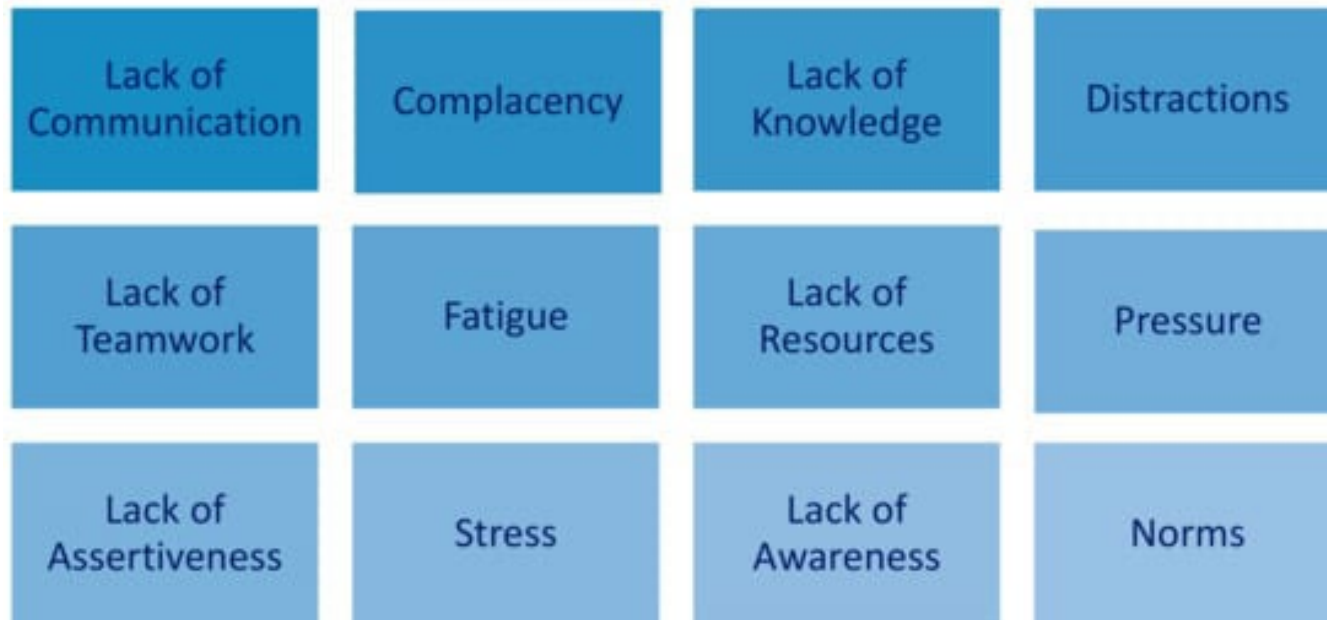 Lack of
Communication
Complacency
Lack of
Knowledge
Distractions
Lack of
Teamwork
Fatigue
Lack of
Resources
Pressure
Lack of
Assertiveness
Stress
Lack of
Awareness
Norms